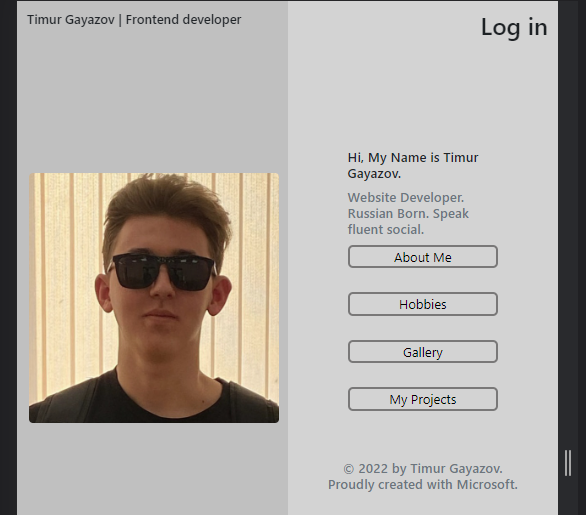 Timur Gayazov | Frontend developer
Log in
Hi, My Name is Timur
Gayazov.
Website Developer.
Russian Born. Speak
fluent social.
About Me
Hobbies
Gallery
My Projects
© 2022 by Timur Gayazov.
Proudly created with Microsoft.